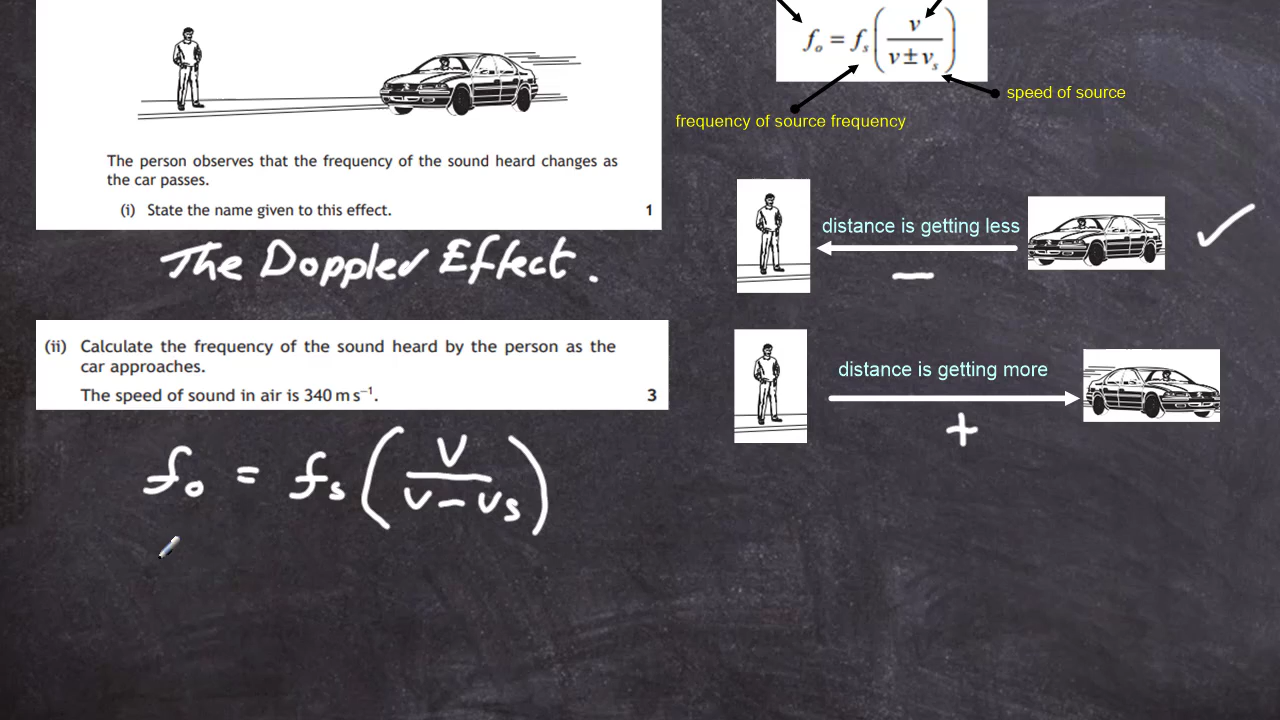 The person observes that the frequency of the sound heard changes as
the car passes.
(i) State the name given to this effect. 1
The Doppler Effect.
(ii) Calculate the frequency of the sound heard by the person as the
car approaches.
The speed of sound in air is 340 m s⁻¹. 3
fo = fs ( v / v − vs )
fo = fs ( v / v ± vs )
speed of source
frequency of source frequency
distance is getting less
−
distance is getting more
+